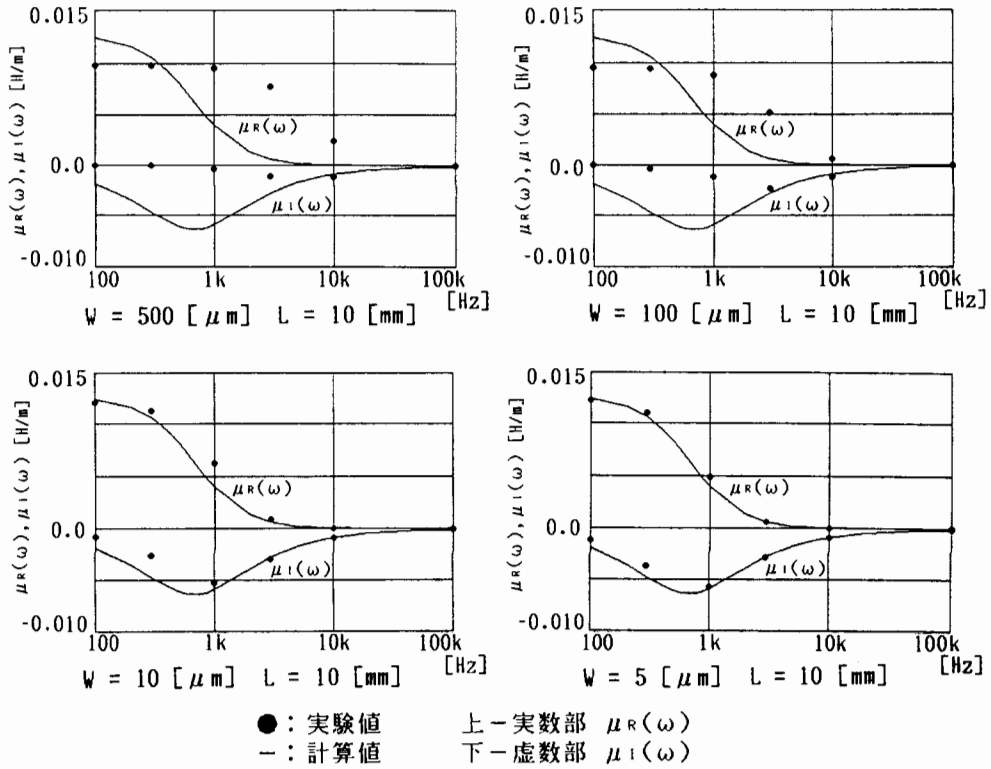 0.015
0.0
-0.010
μR(ω),μI(ω) [H/m]
μR(ω)
μI(ω)
100 1k 10k 100k
[Hz]
W = 500 [μm] L = 10 [mm]
0.015
0.0
-0.010
μR(ω),μI(ω) [H/m]
μR(ω)
μI(ω)
100 1k 10k 100k
[Hz]
W = 100 [μm] L = 10 [mm]
0.015
0.0
-0.010
μR(ω),μI(ω) [H/m]
μR(ω)
μI(ω)
100 1k 10k 100k
[Hz]
W = 10 [μm] L = 10 [mm]
0.015
0.0
-0.010
μR(ω),μI(ω) [H/m]
μR(ω)
μI(ω)
100 1k 10k 100k
[Hz]
W = 5 [μm] L = 10 [mm]
●：実験値 上－実数部 μR(ω)
－：計算値 下－虚数部 μI(ω)